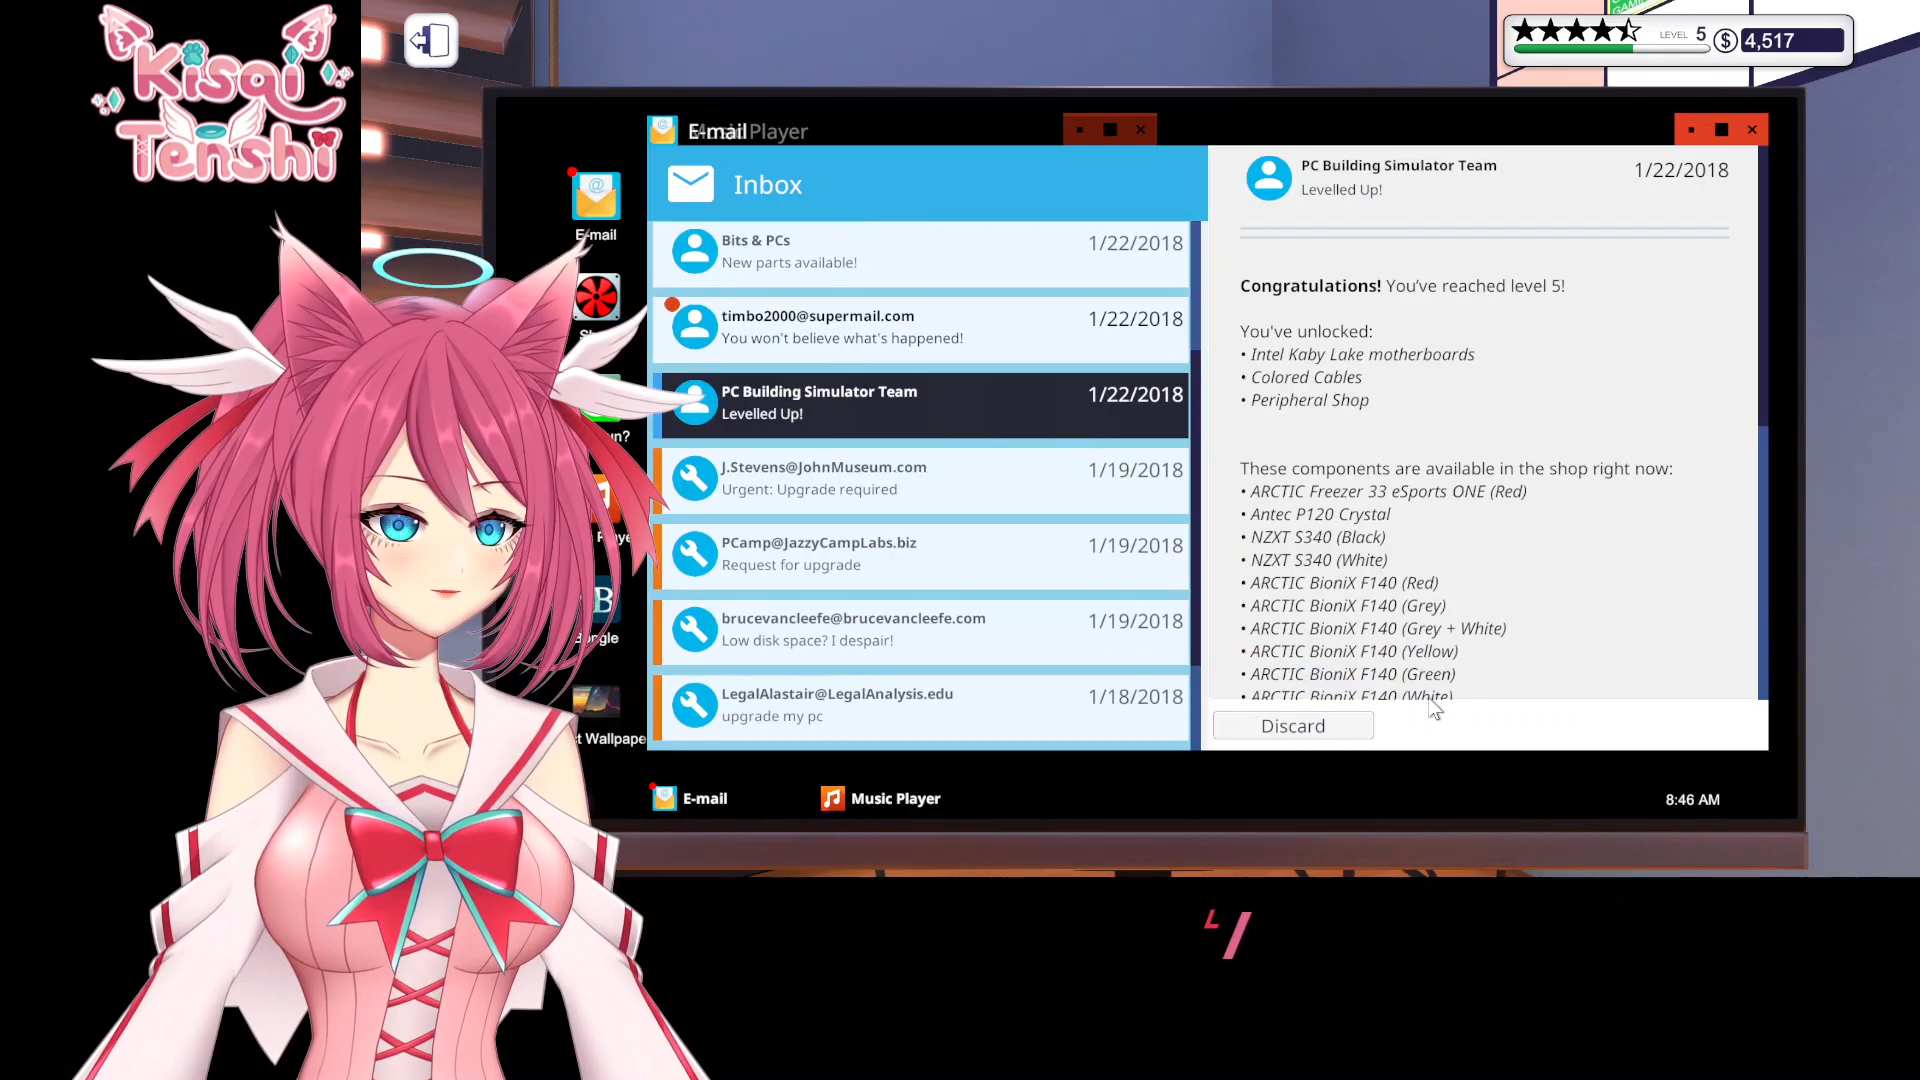 Kisai
Tenshi
LEVEL 5
$ 4,517
E-mail
Player
Inbox
Bits & PCs
1/22/2018
New parts available!
timbo2000@supermail.com
1/22/2018
You won't believe what's happened!
PC Building Simulator Team
1/22/2018
Levelled Up!
J.Stevens@JohnMuseum.com
1/19/2018
Urgent: Upgrade required
PCamp@JazzyCampLabs.biz
1/19/2018
Request for upgrade
brucevancleefe@brucevancleefe.com
1/19/2018
Low disk space? I despair!
LegalAlastair@LegalAnalysis.edu
1/18/2018
upgrade my pc
PC Building Simulator Team
1/22/2018
Levelled Up!
Congratulations! You've reached level 5!
You've unlocked:
• Intel Kaby Lake motherboards
• Colored Cables
• Peripheral Shop
These components are available in the shop right now:
• ARCTIC Freezer 33 eSports ONE (Red)
• Antec P120 Crystal
• NZXT S340 (Black)
• NZXT S340 (White)
• ARCTIC BioniX F140 (Red)
• ARCTIC BioniX F140 (Grey)
• ARCTIC BioniX F140 (Grey + White)
• ARCTIC BioniX F140 (Yellow)
• ARCTIC BioniX F140 (Green)
• ARCTIC BioniX F140 (White)
Discard
E-mail
Wallpape
E-mail
Music Player
8:46 AM